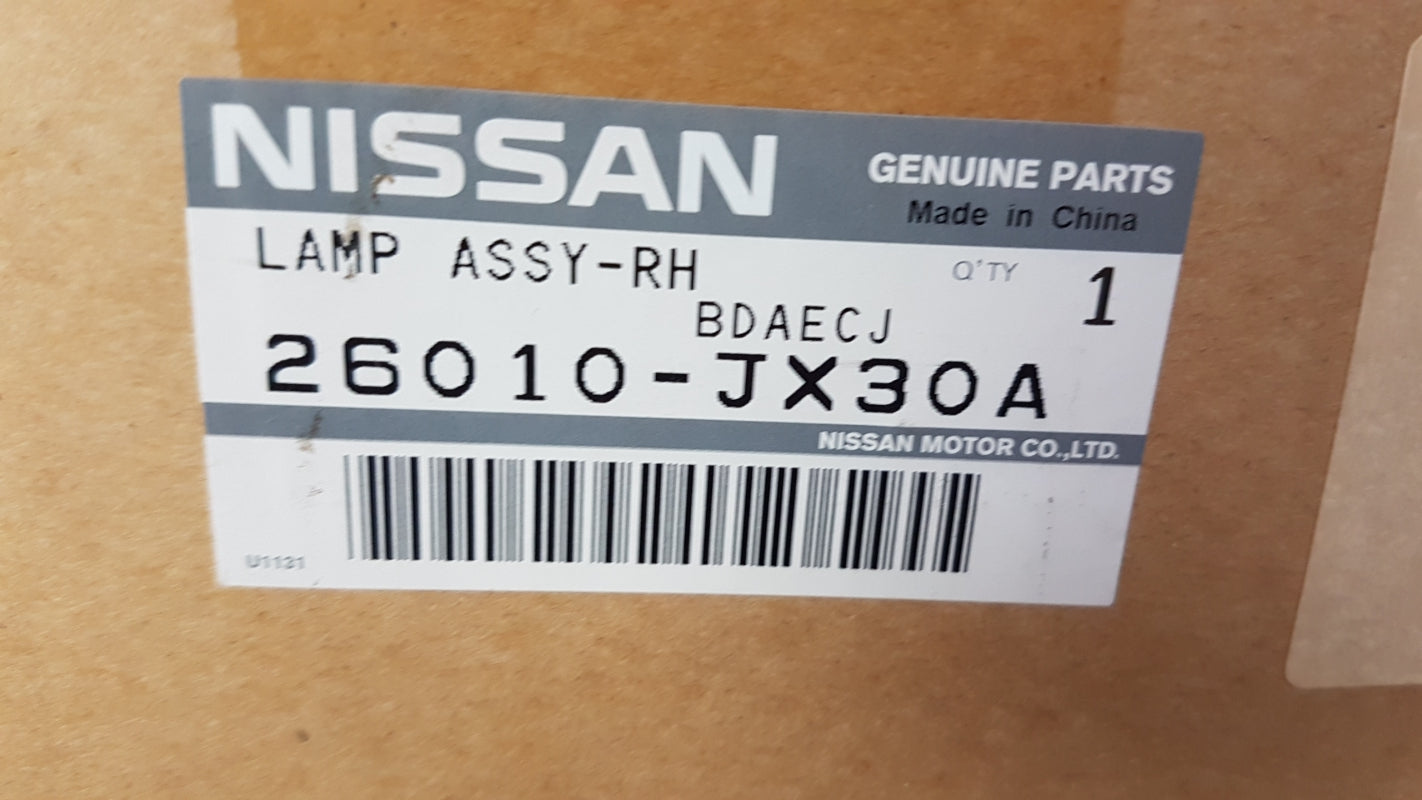 NISSAN
GENUINE PARTS
Made in China
LAMP ASSY-RH
Q'TY 1
BDAECJ
26010-JX30A
NISSAN MOTOR CO.,LTD.
U1131